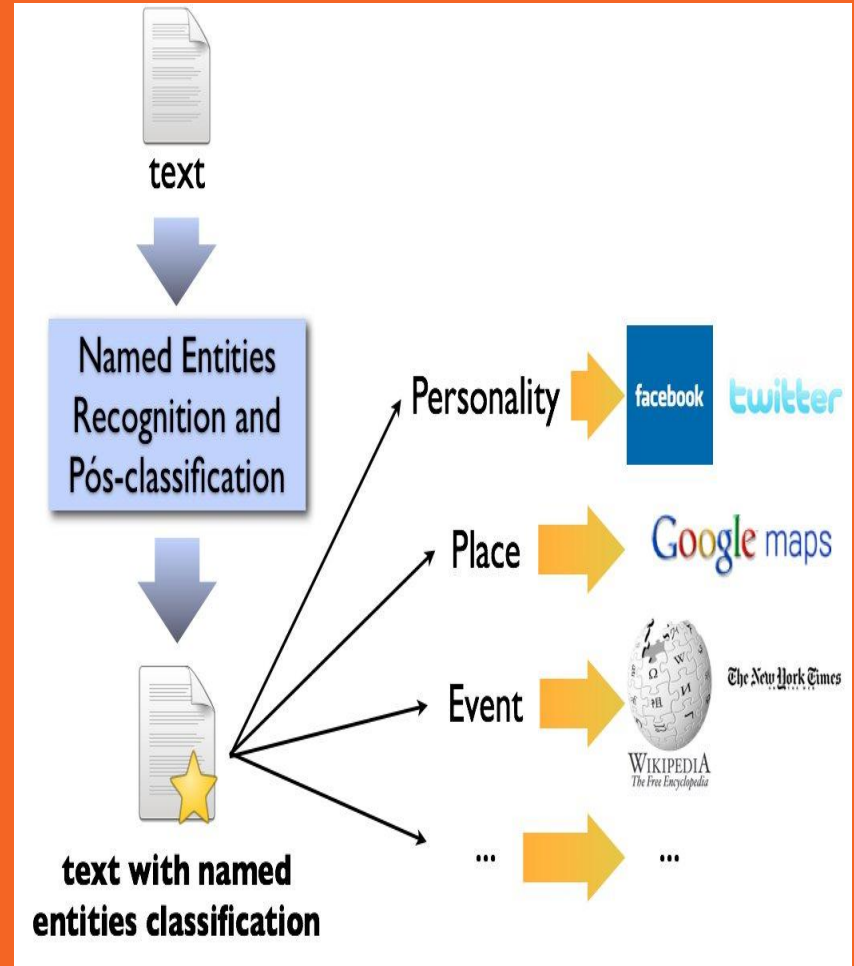 text
Named Entities
Recognition and
Pós-classification
text with named
entities classification
Personality
facebook
twitter
Place
Google maps
Event
Ω
W
И
WIKIPEDIA
The Free Encyclopedia
The New York Times
...
...